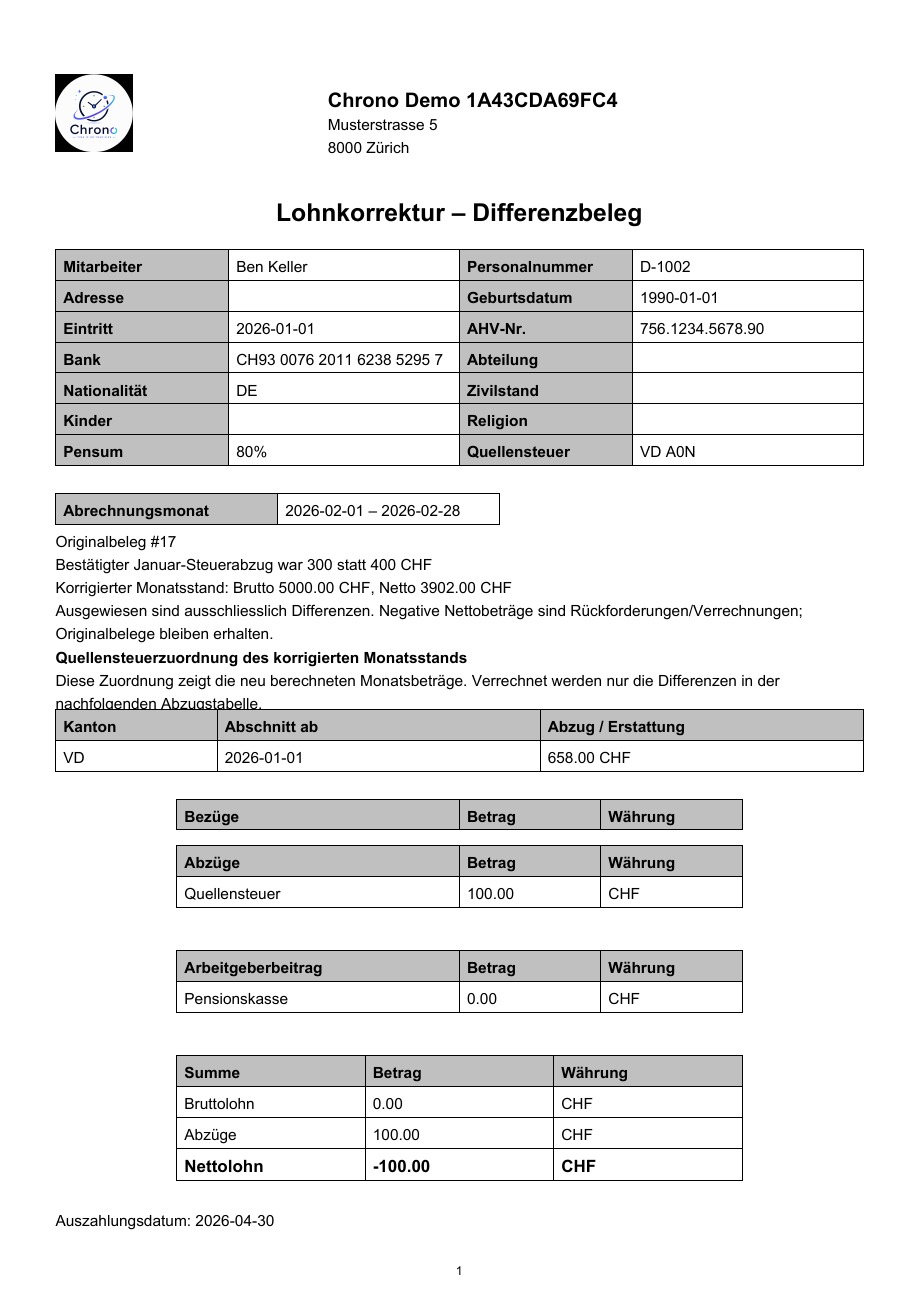 Chrono
Chrono Demo 1A43CDA69FC4
Musterstrasse 5
8000 Zürich
Lohnkorrektur – Differenzbeleg
Mitarbeiter Ben Keller Personalnummer D-1002
Adresse Geburtsdatum 1990-01-01
Eintritt 2026-01-01 AHV-Nr. 756.1234.5678.90
Bank CH93 0076 2011 6238 5295 7 Abteilung
Nationalität DE Zivilstand
Kinder Religion
Pensum 80% Quellensteuer VD A0N
Abrechnungsmonat 2026-02-01 – 2026-02-28
Originalbeleg #17
Bestätigter Januar-Steuerabzug war 300 statt 400 CHF
Korrigierter Monatsstand: Brutto 5000.00 CHF, Netto 3902.00 CHF
Ausgewiesen sind ausschliesslich Differenzen. Negative Nettobeträge sind Rückforderungen/Verrechnungen;
Originalbelege bleiben erhalten.
Quellensteuerzuordnung des korrigierten Monatsstands
Diese Zuordnung zeigt die neu berechneten Monatsbeträge. Verrechnet werden nur die Differenzen in der
nachfolgenden Abzugstabelle.
Kanton Abschnitt ab Abzug / Erstattung
VD 2026-01-01 658.00 CHF
Bezüge Betrag Währung
Abzüge Betrag Währung
Quellensteuer 100.00 CHF
Arbeitgeberbeitrag Betrag Währung
Pensionskasse 0.00 CHF
Summe Betrag Währung
Bruttolohn 0.00 CHF
Abzüge 100.00 CHF
Nettolohn -100.00 CHF
Auszahlungsdatum: 2026-04-30
1